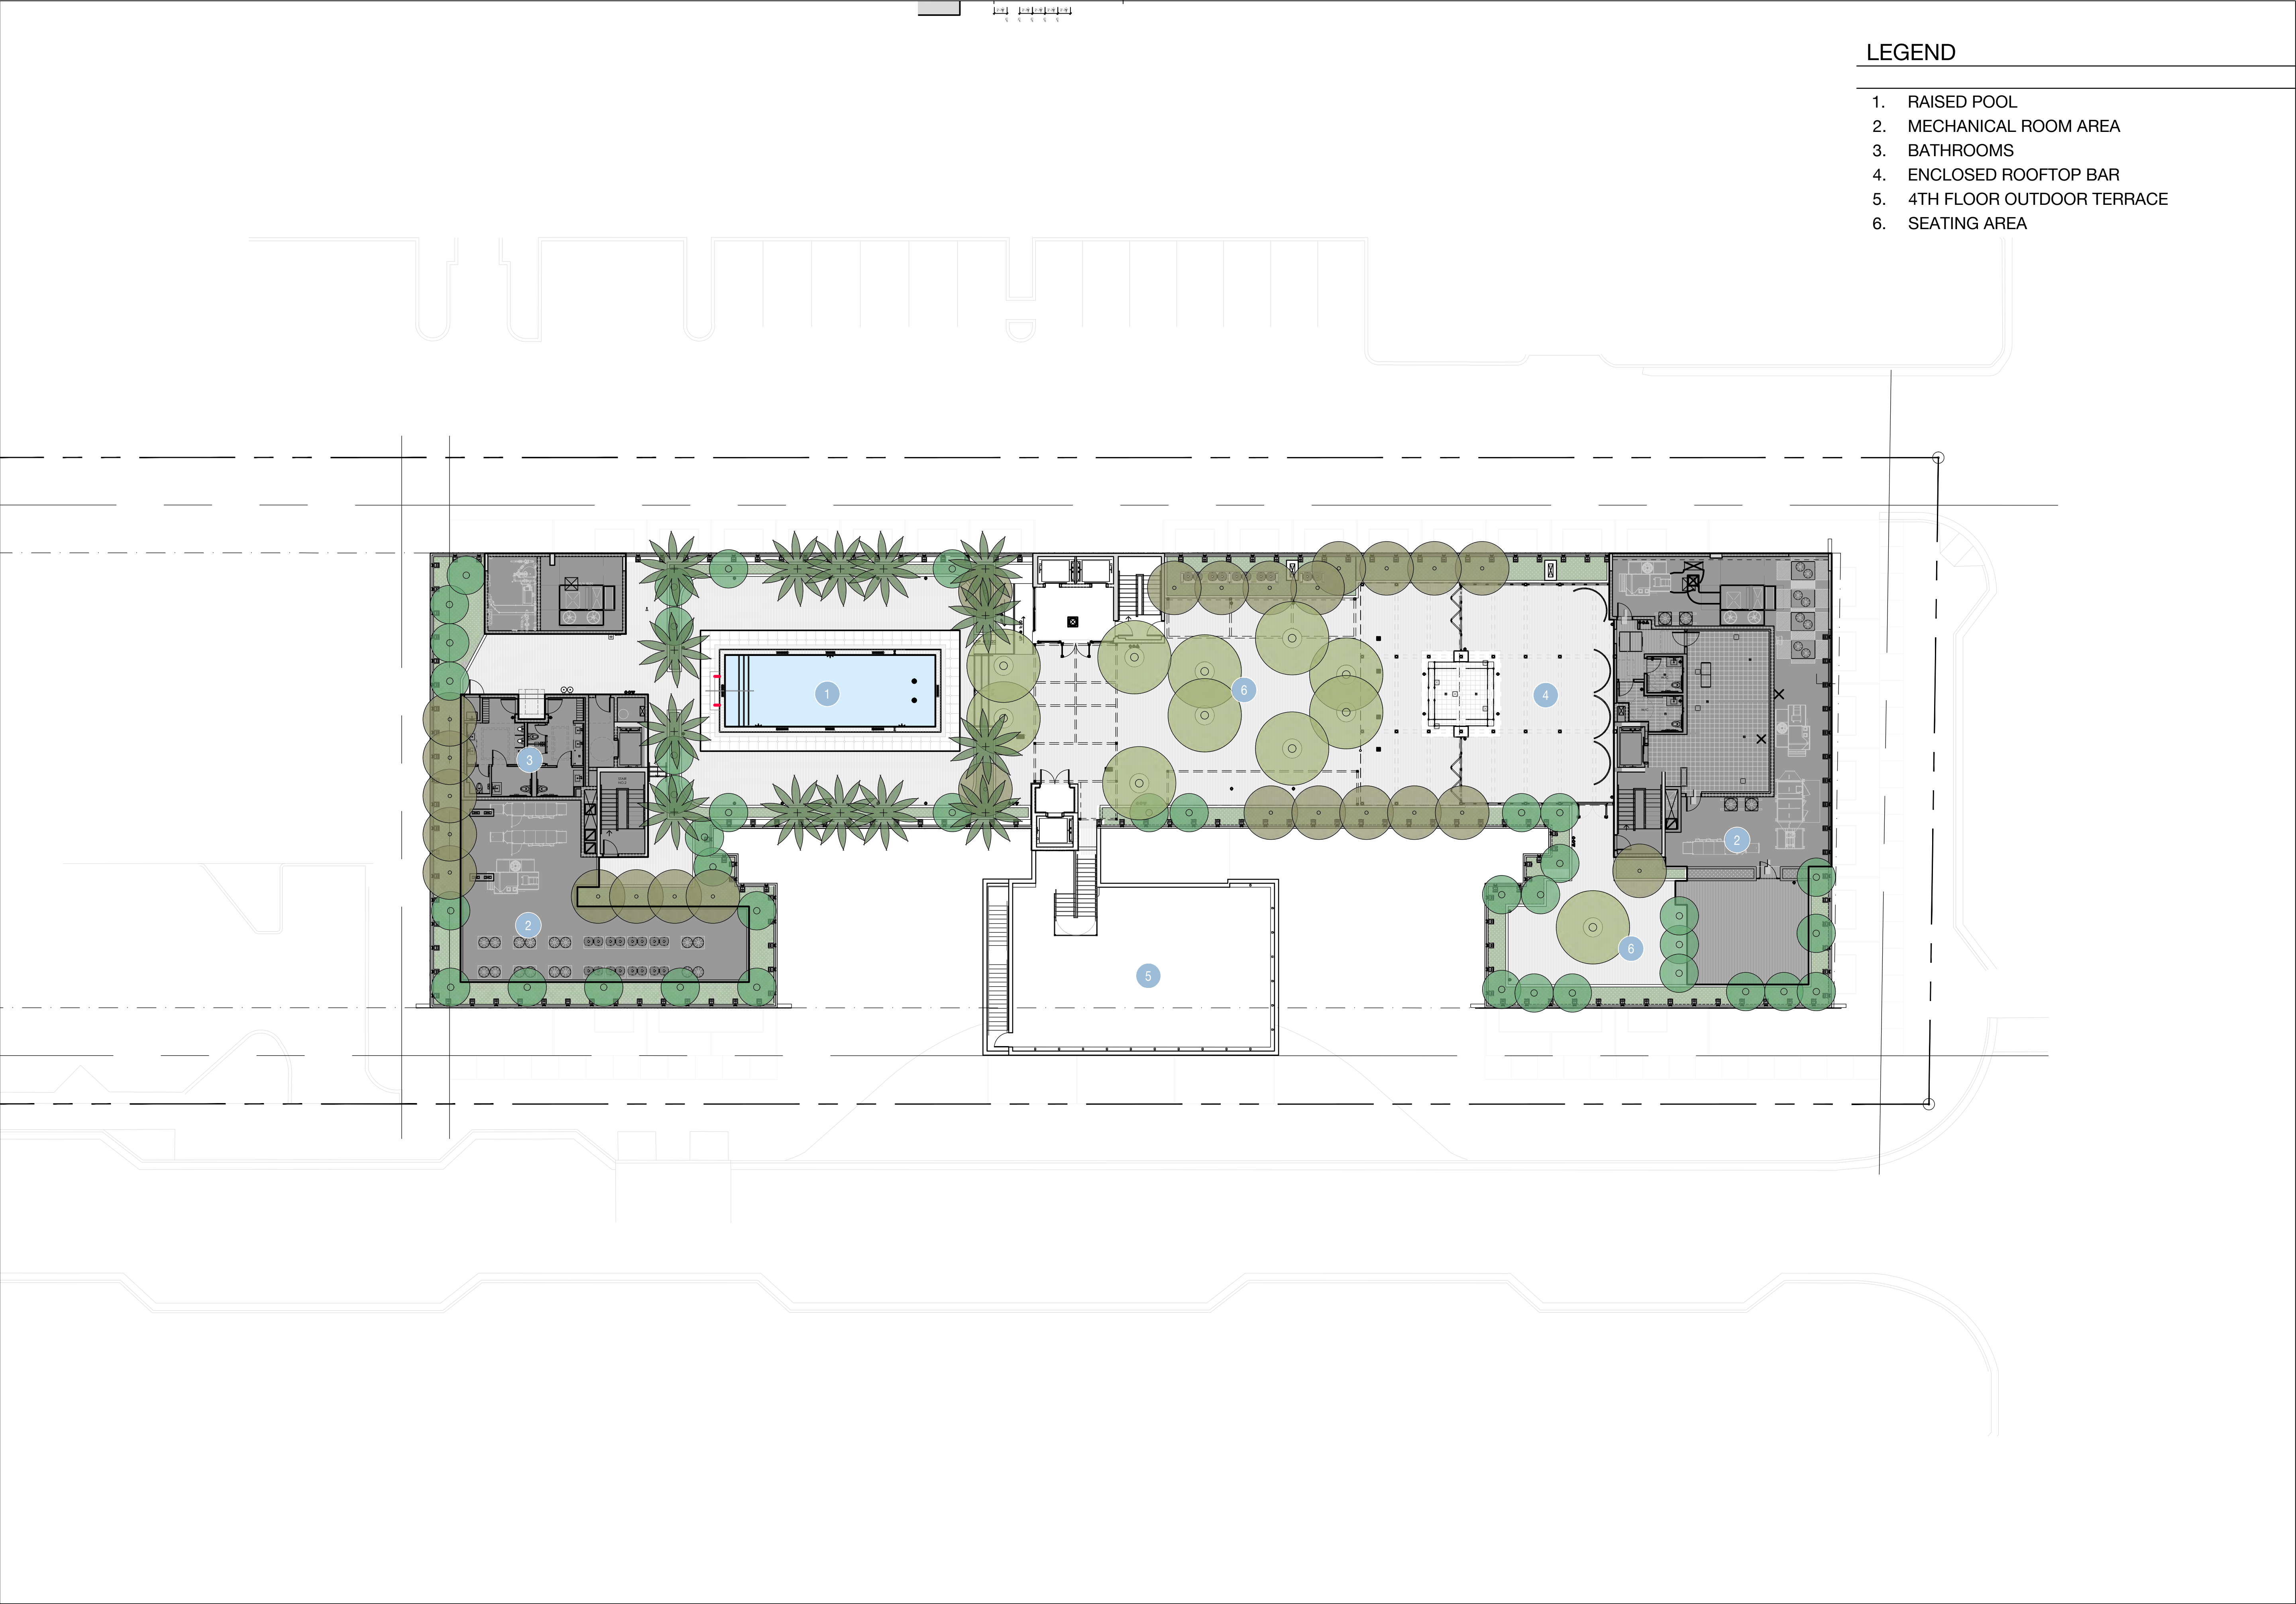 LEGEND
1. RAISED POOL
2. MECHANICAL ROOM AREA
3. BATHROOMS
4. ENCLOSED ROOFTOP BAR
5. 4TH FLOOR OUTDOOR TERRACE
6. SEATING AREA
1
6
4
3
2
2
6
5